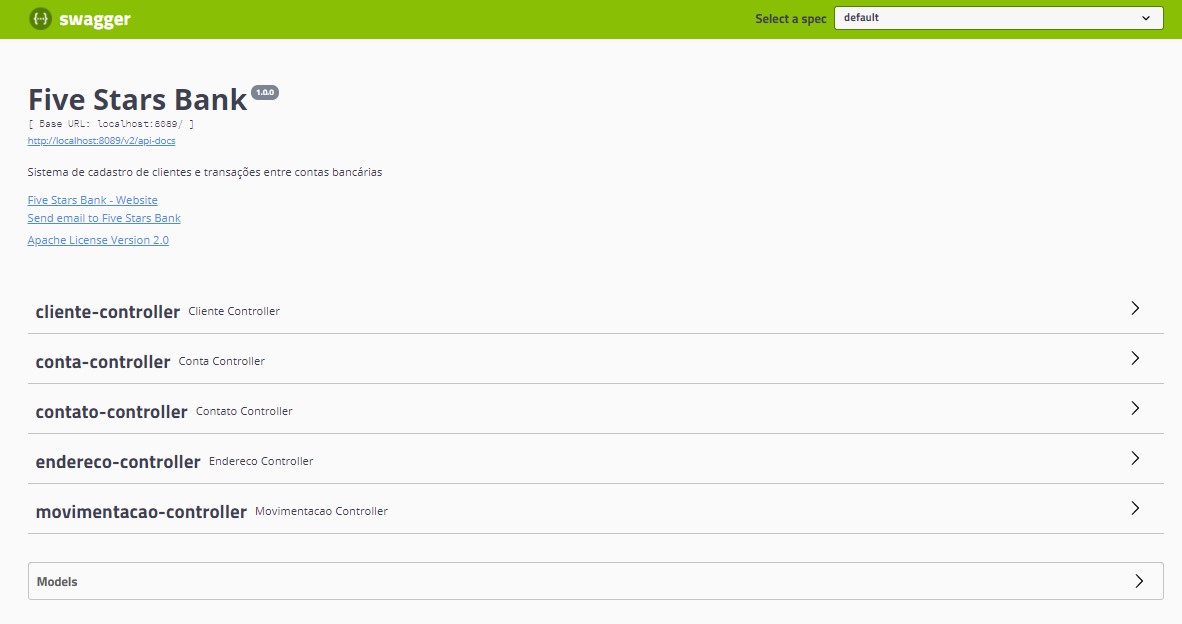 {···} swagger
Select a spec default
Five Stars Bank 1.0.0
[ Base URL: localhost:8089/ ]
http://localhost:8089/v2/api-docs
Sistema de cadastro de clientes e transações entre contas bancárias
Five Stars Bank - Website
Send email to Five Stars Bank
Apache License Version 2.0
cliente-controller Cliente Controller
conta-controller Conta Controller
contato-controller Contato Controller
endereco-controller Endereco Controller
movimentacao-controller Movimentacao Controller
Models